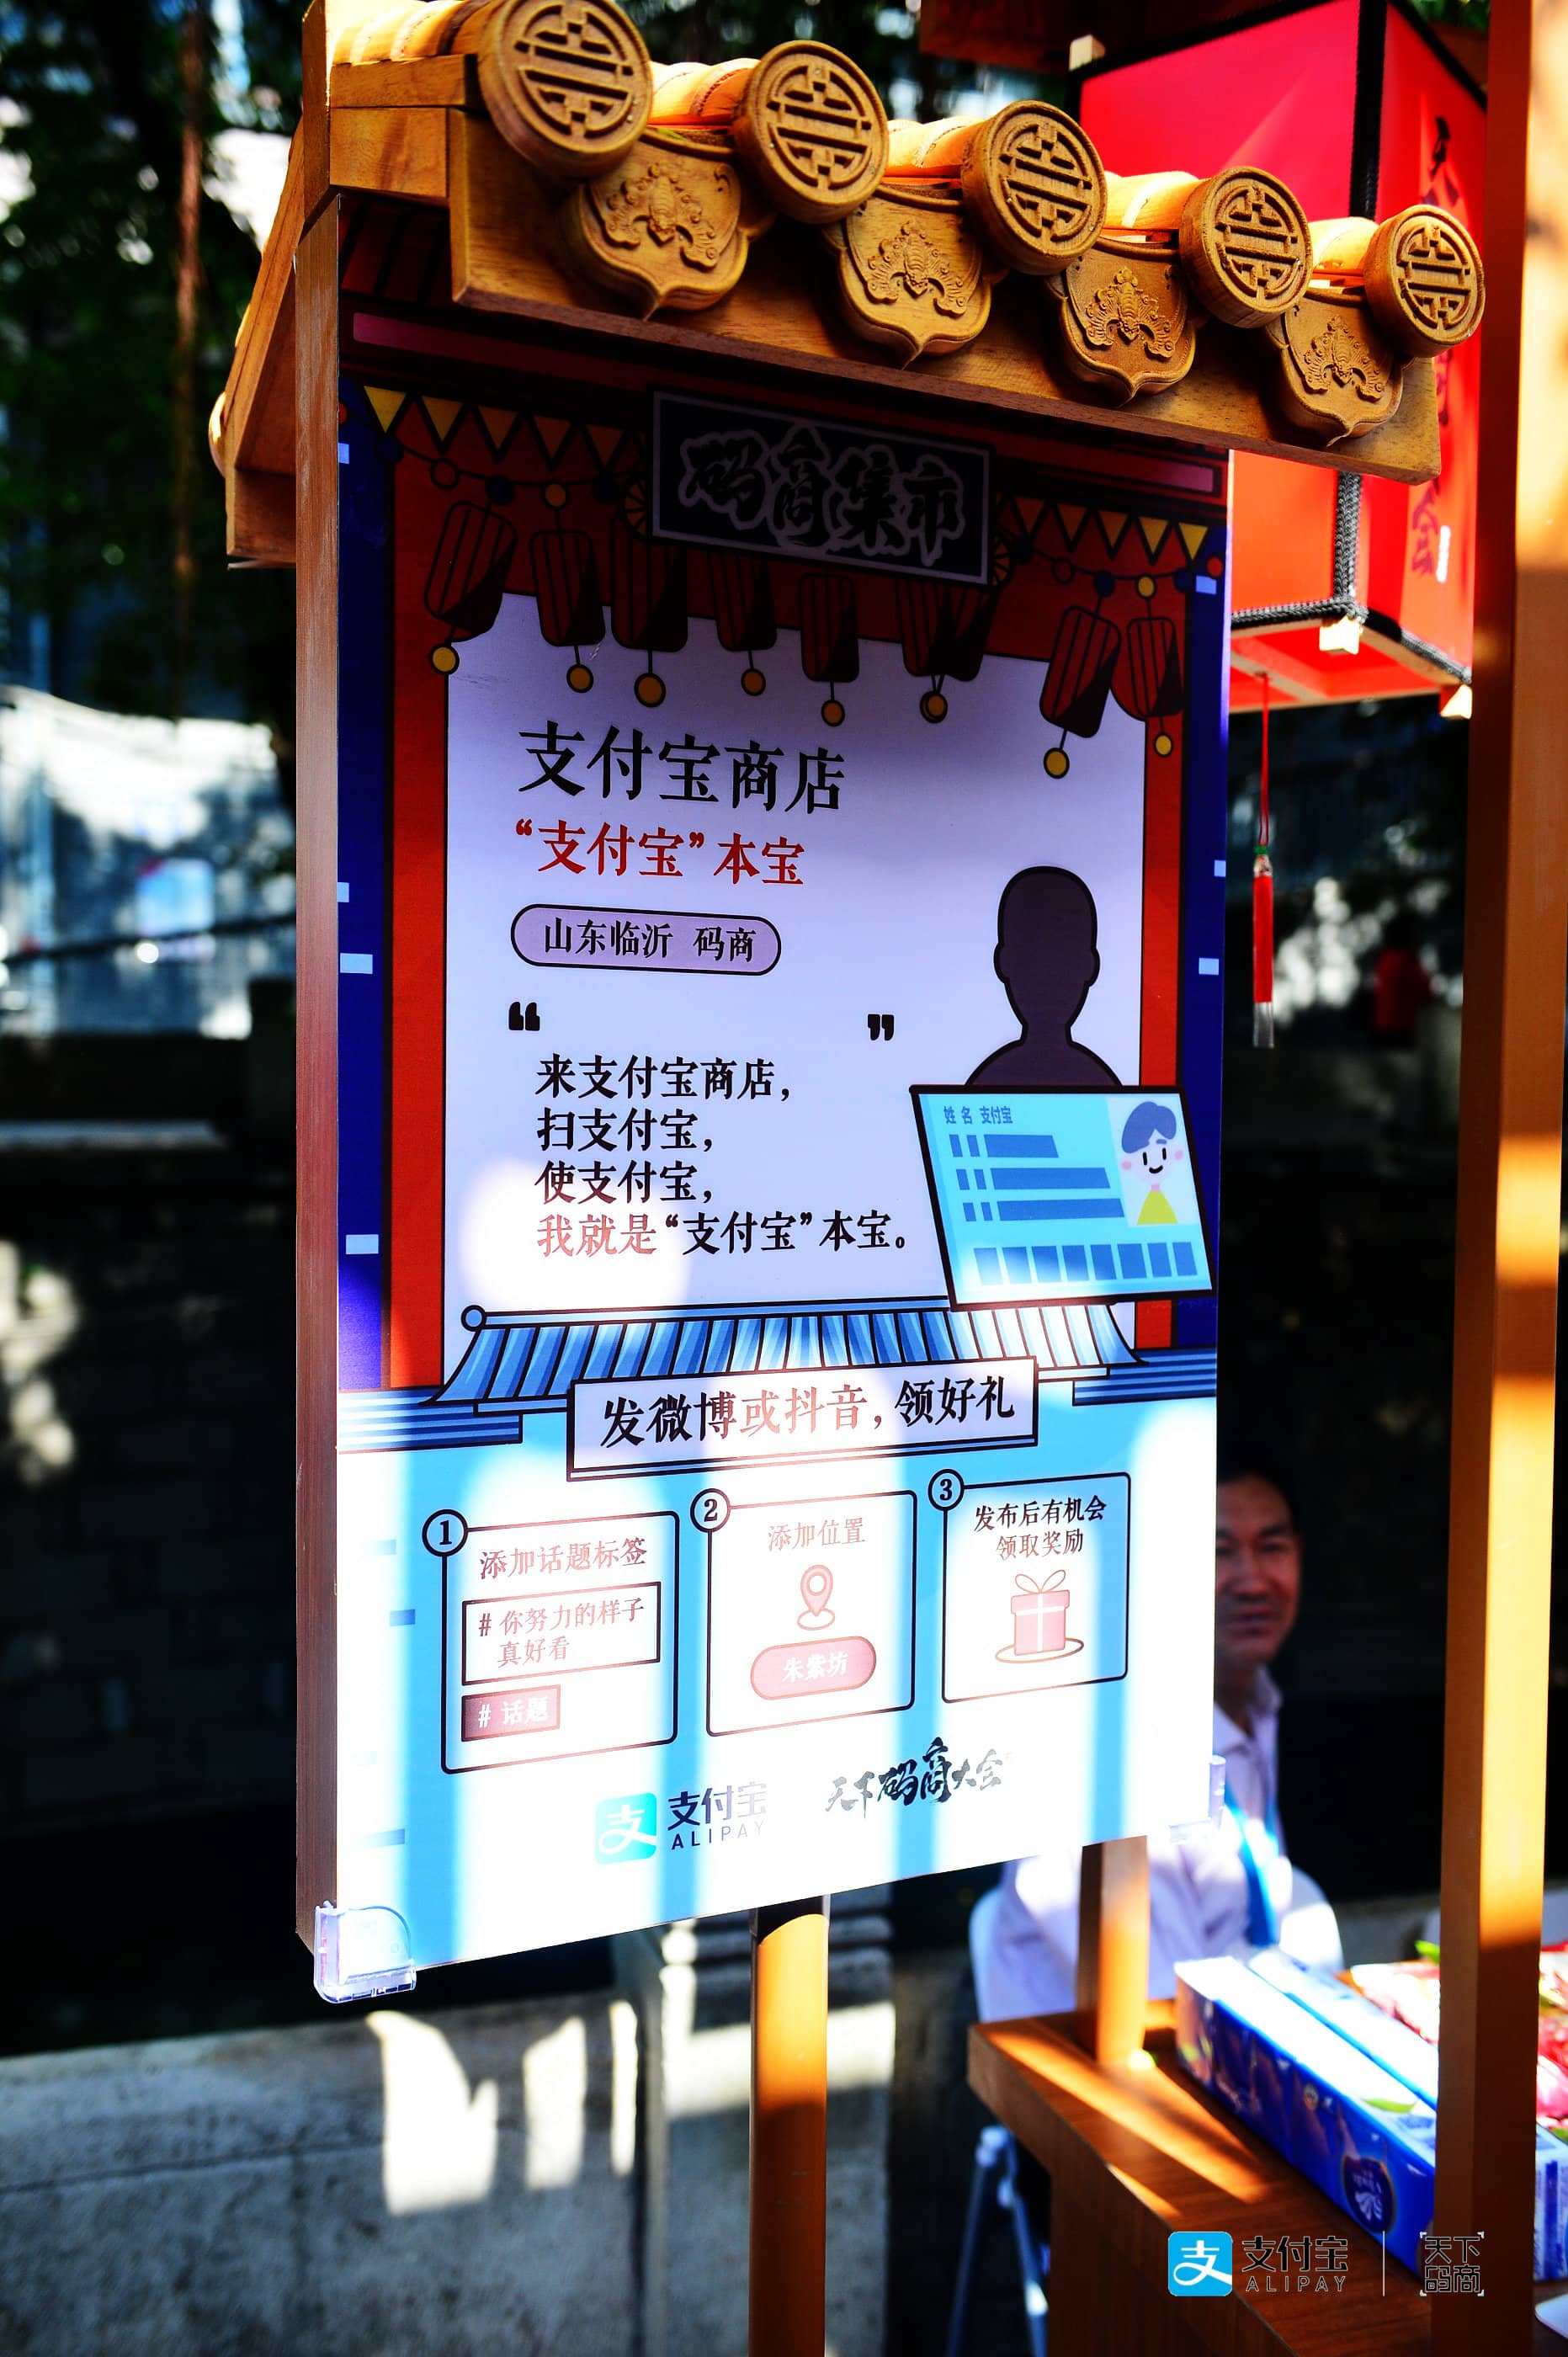 码商集市
支付宝商店
“支付宝”本宝
山东临沂 码商
“ ”
来支付宝商店，
扫支付宝，
使支付宝，
我就是“支付宝”本宝。
姓名 支付宝
发微博或抖音，领好礼
1
添加话题标签
# 你努力的样子
真好看
# 话题
2
添加位置
朱紫坊
3
发布后有机会
领取奖励
支 支付宝
ALIPAY
天下码商大会
支 支付宝
ALIPAY
天下
码商